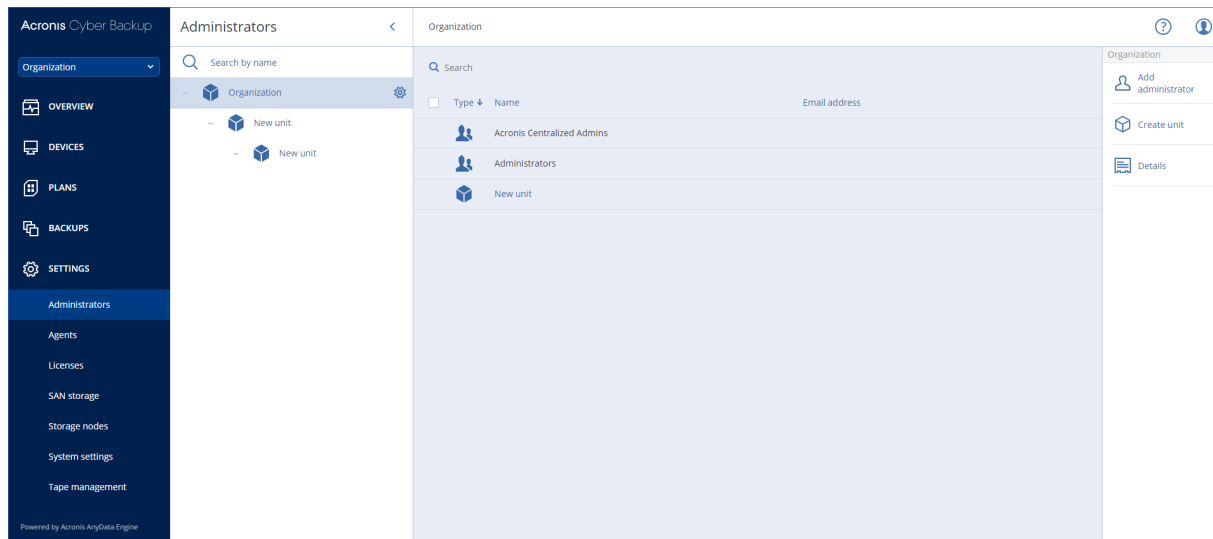 Acronis Cyber Backup
Organization
OVERVIEW
DEVICES
PLANS
BACKUPS
SETTINGS
Administrators
Agents
Licenses
SAN storage
Storage nodes
System settings
Tape management
Powered by Acronis AnyData Engine
Administrators
Search by name
Organization
New unit
New unit
Organization
Search
Type Name Email address
Acronis Centralized Admins
Administrators
New unit
Organization
Add
administrator
Create unit
Details